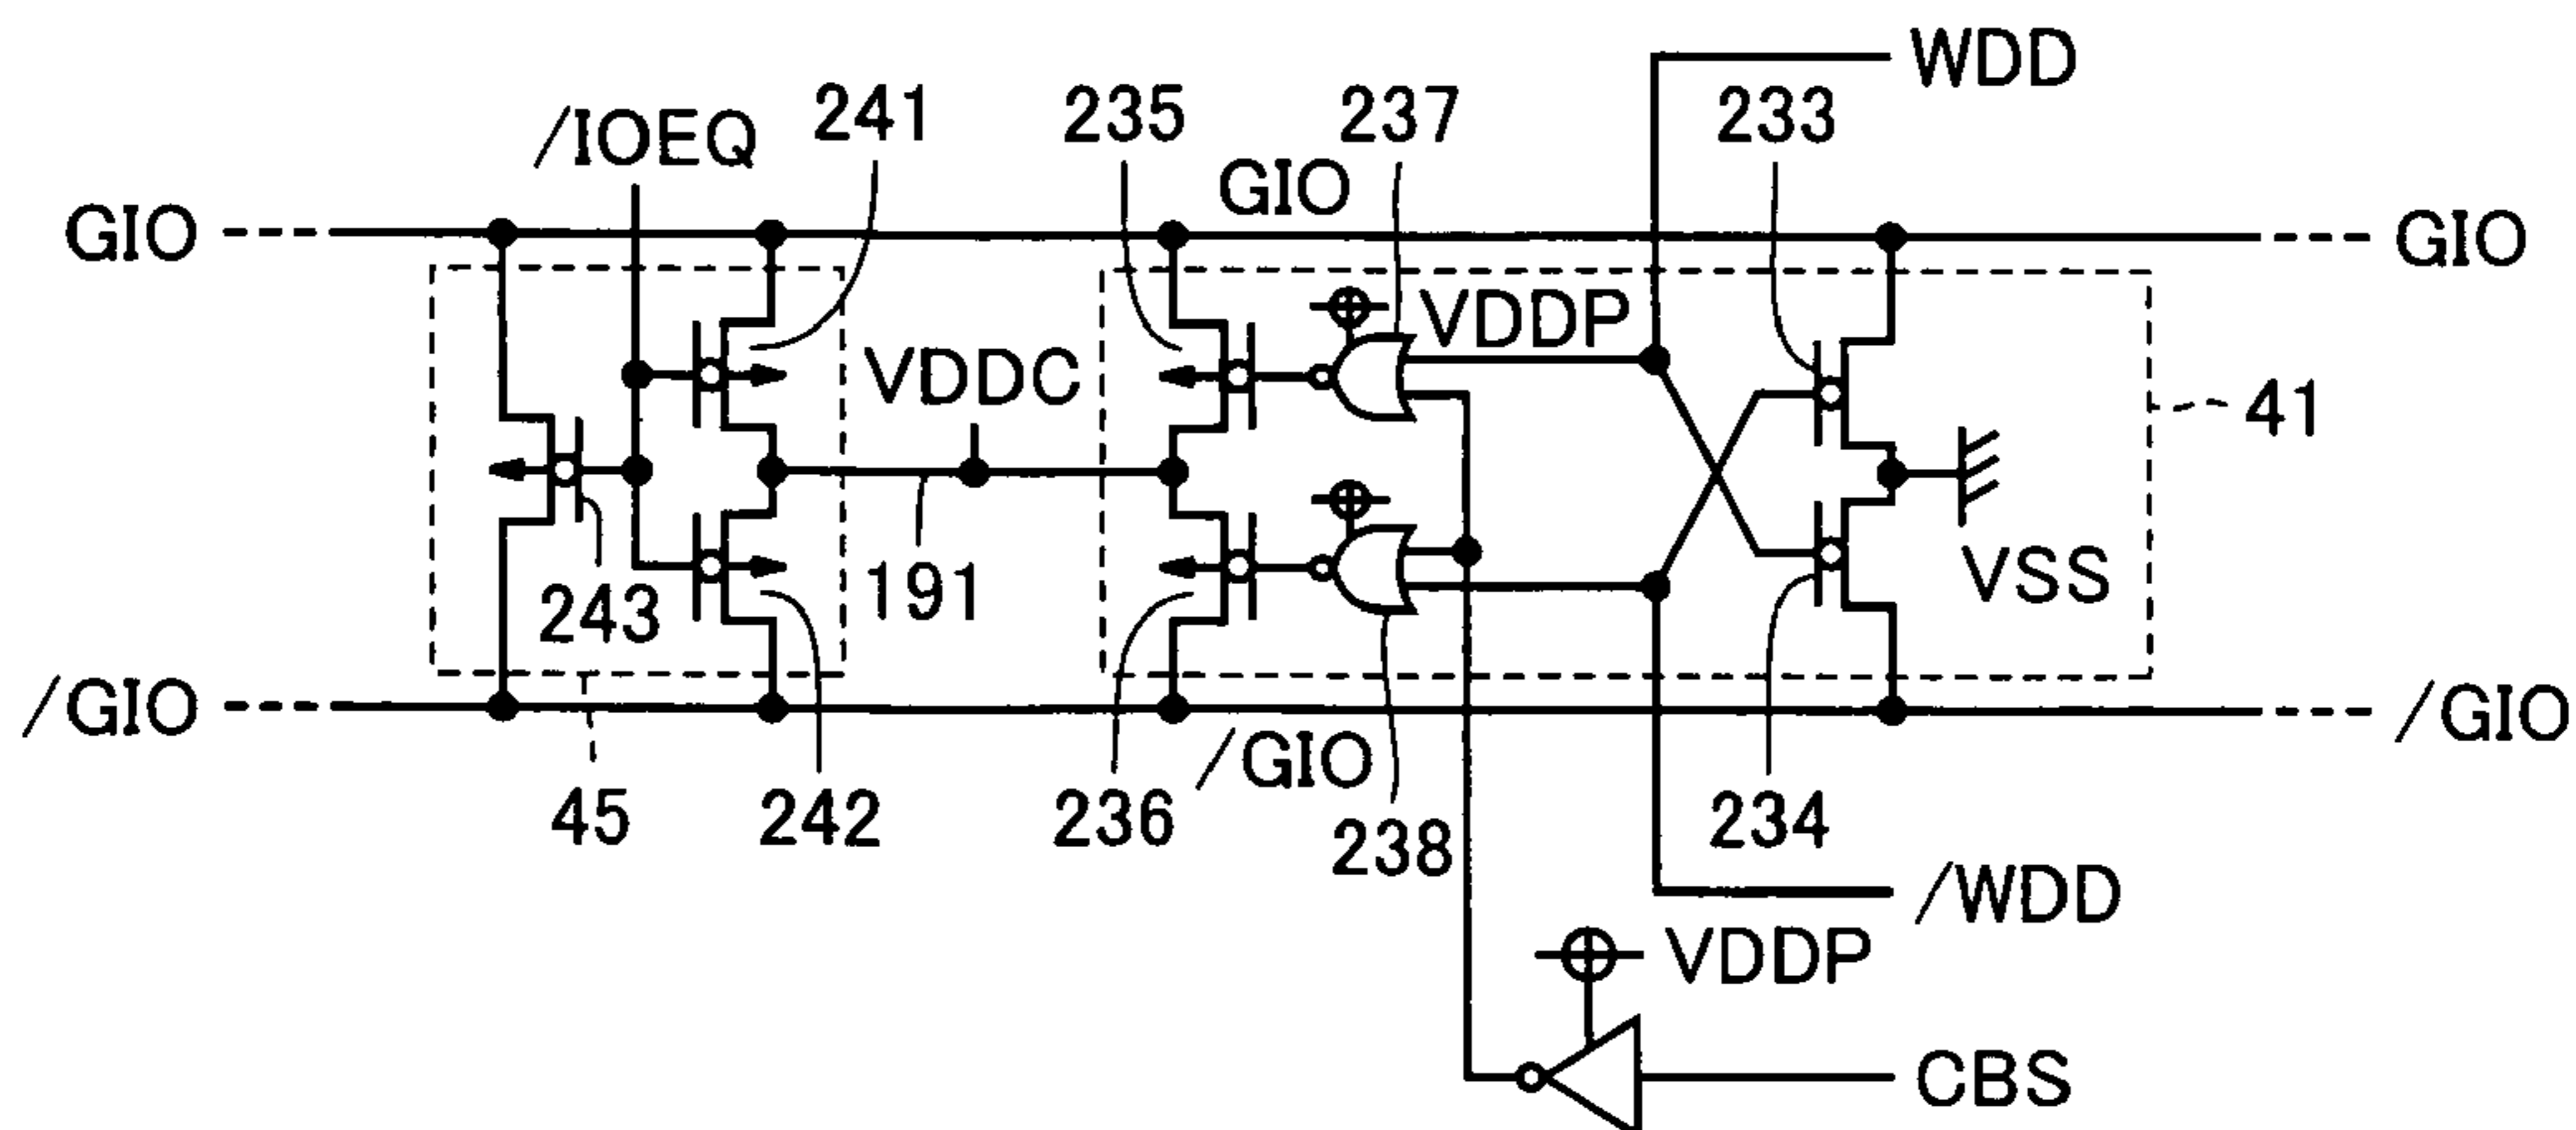 WDD
241
235
237
233
/IOEQ
GIO
GIO
GIO
VDDP
VDDC
41
191
VSS
243
/GIO
/GIO
/GIO
45
242
236
238
234
/WDD
VDDP
CBS